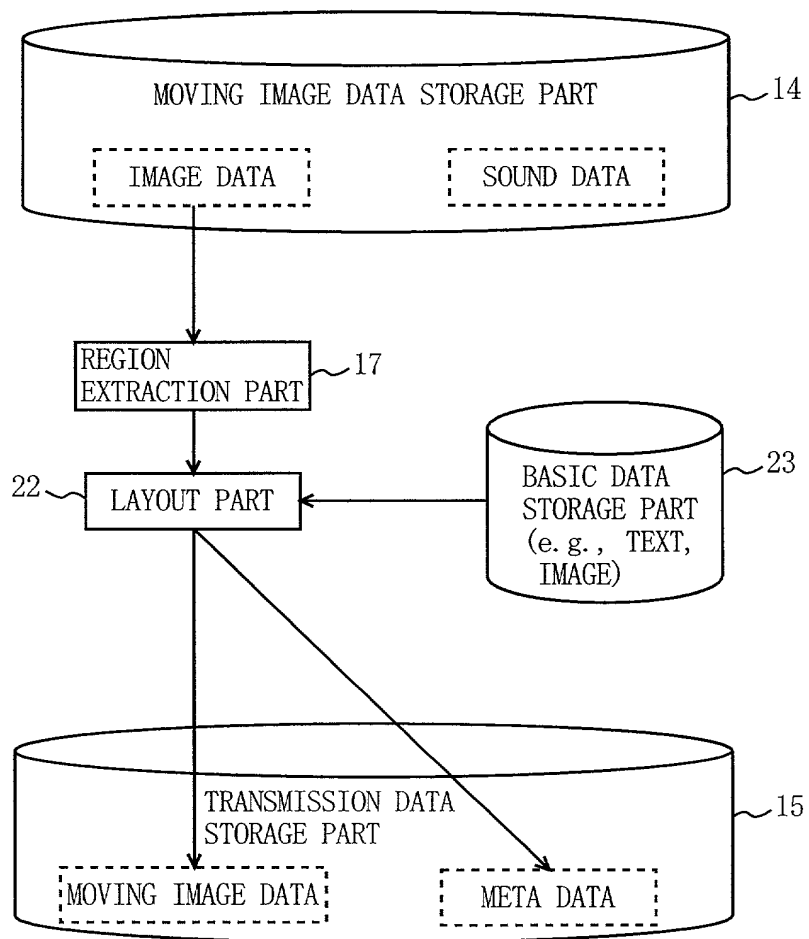 MOVING IMAGE DATA STORAGE PART
14
IMAGE DATA
SOUND DATA
REGION
EXTRACTION PART
17
22
LAYOUT PART
BASIC DATA
STORAGE PART
(e.g., TEXT,
IMAGE)
23
TRANSMISSION DATA
STORAGE PART
15
MOVING IMAGE DATA
META DATA